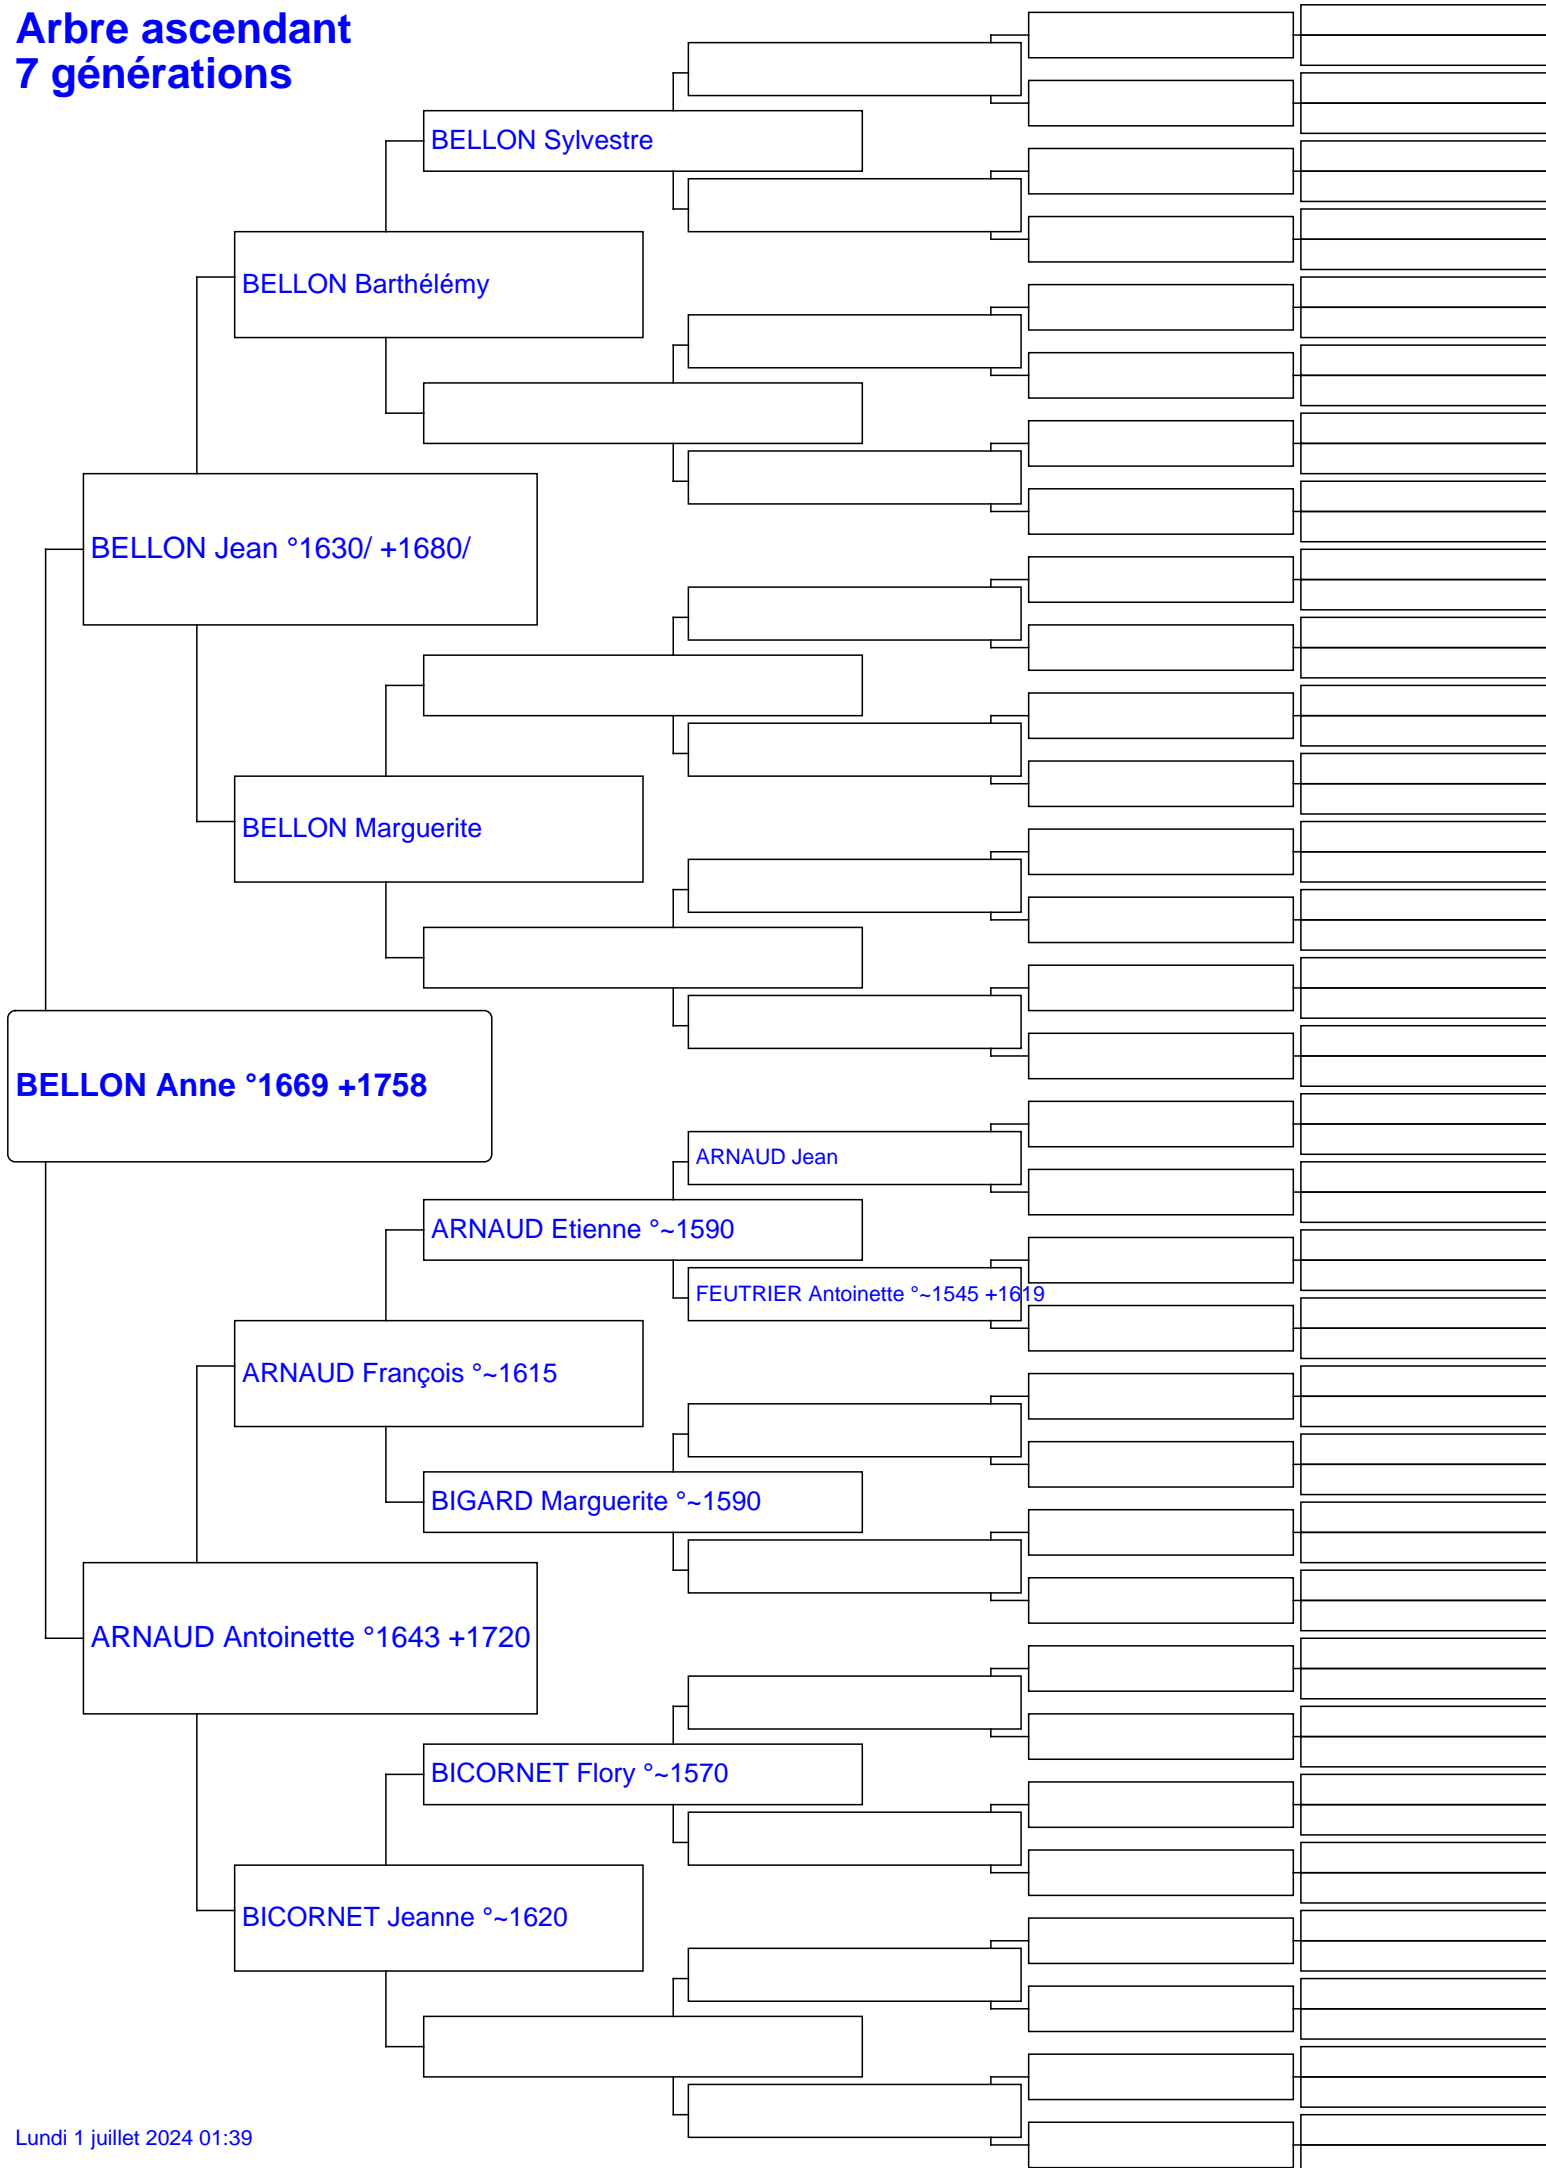 Arbre ascendant
7 générations
BELLON Sylvestre
BELLON Barthélémy
BELLON Jean °1630/ +1680/
BELLON Marguerite
BELLON Anne °1669 +1758
ARNAUD Jean
ARNAUD Etienne °~1590
FEUTRIER Antoinette °~1545 +1619
ARNAUD François °~1615
BIGARD Marguerite °~1590
ARNAUD Antoinette °1643 +1720
BICORNET Flory °~1570
BICORNET Jeanne °~1620
Lundi 1 juillet 2024 01:39